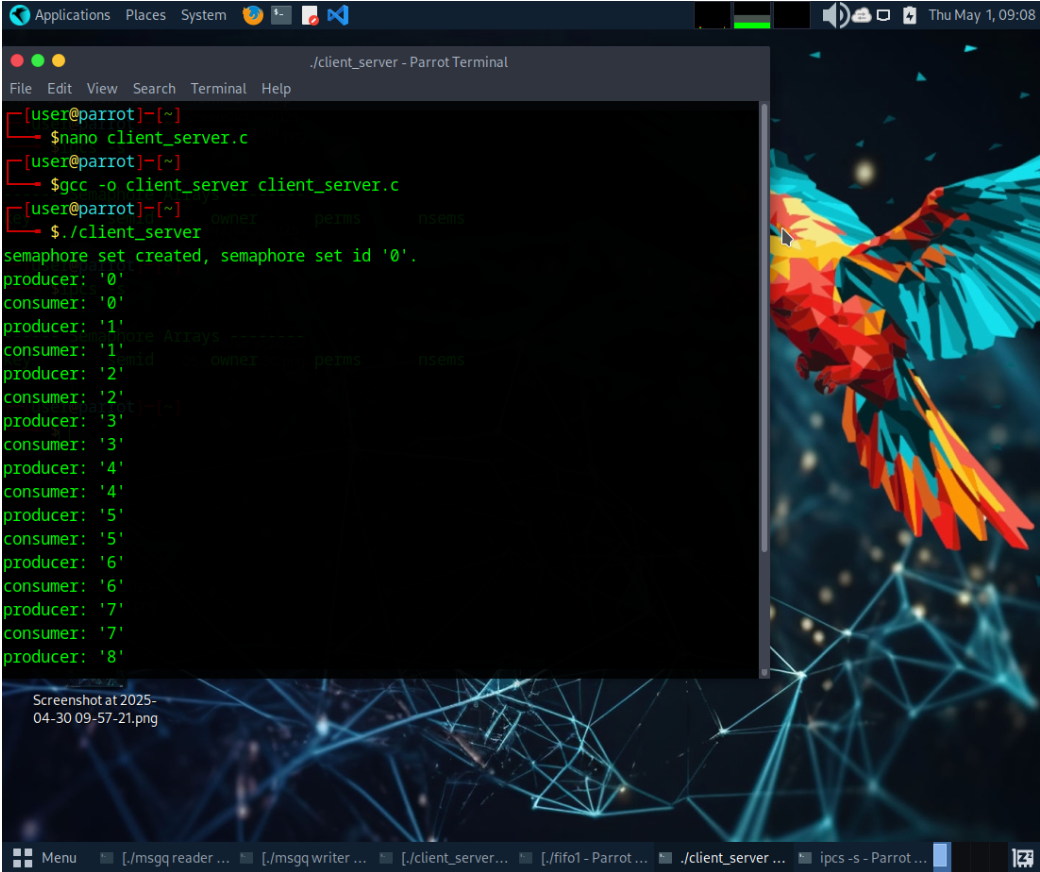 Applications Places System
Thu May 1, 09:08
./client_server - Parrot Terminal
File Edit View Search Terminal Help
┌─[user@parrot]─[~]
└──╼ $nano client_server.c
┌─[user@parrot]─[~]
└──╼ $gcc -o client_server client_server.c
┌─[user@parrot]─[~]
└──╼ $./client_server
semaphore set created, semaphore set id '0'.
producer: '0'
consumer: '0'
producer: '1'
consumer: '1'
producer: '2'
consumer: '2'
producer: '3'
consumer: '3'
producer: '4'
consumer: '4'
producer: '5'
consumer: '5'
producer: '6'
consumer: '6'
producer: '7'
consumer: '7'
producer: '8'
Screenshot at 2025-
04-30 09-57-21.png
Menu [./msgq reader ... [./msgq writer ... [./client_server... [./fifo1 - Parrot ... ./client_server ... ipcs -s - Parrot ...